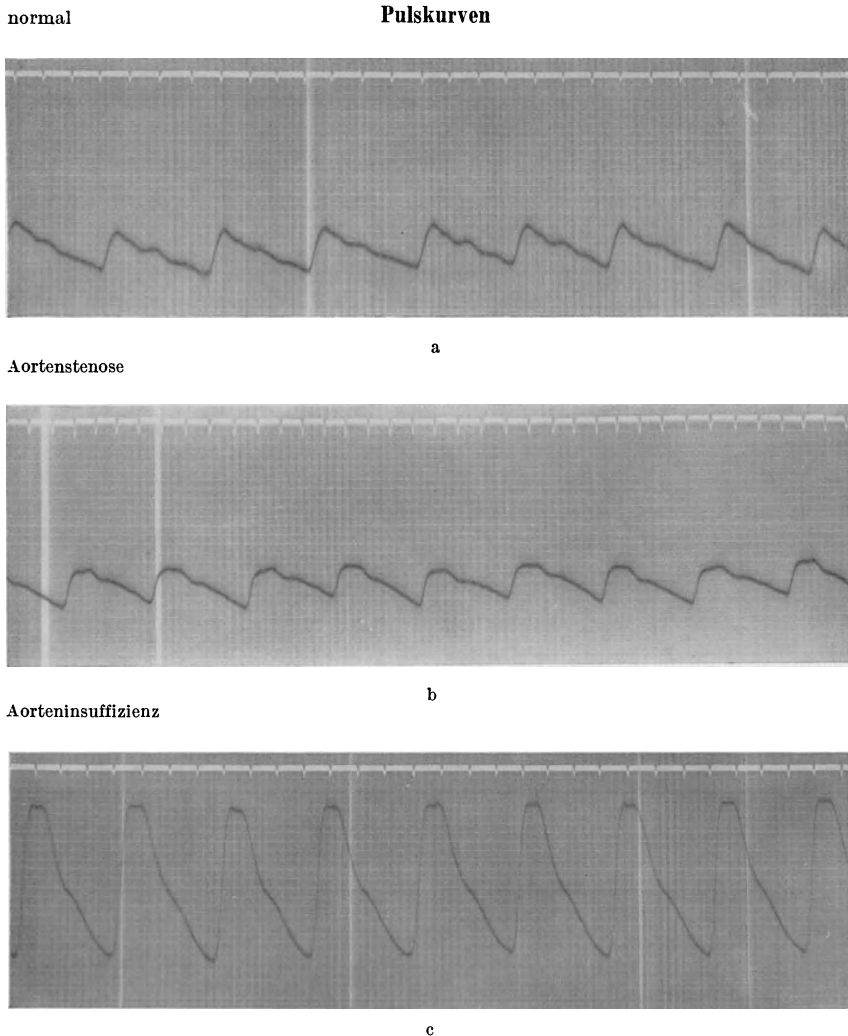 normal
Pulskurven
a
Aortenstenose
b
Aorteninsuffizienz
c